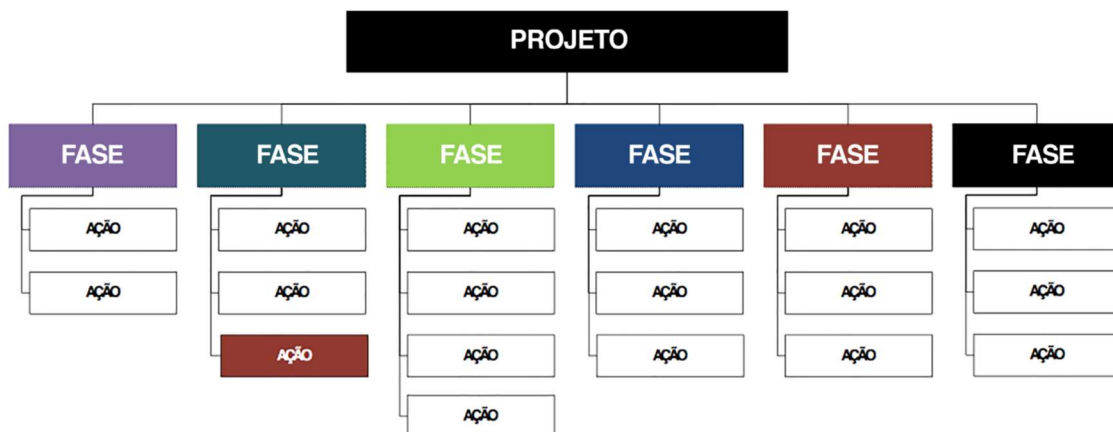 PROJETO
FASE FASE FASE FASE FASE FASE
AÇÃO AÇÃO AÇÃO AÇÃO AÇÃO AÇÃO
AÇÃO AÇÃO AÇÃO AÇÃO AÇÃO AÇÃO
AÇÃO AÇÃO AÇÃO AÇÃO AÇÃO
AÇÃO